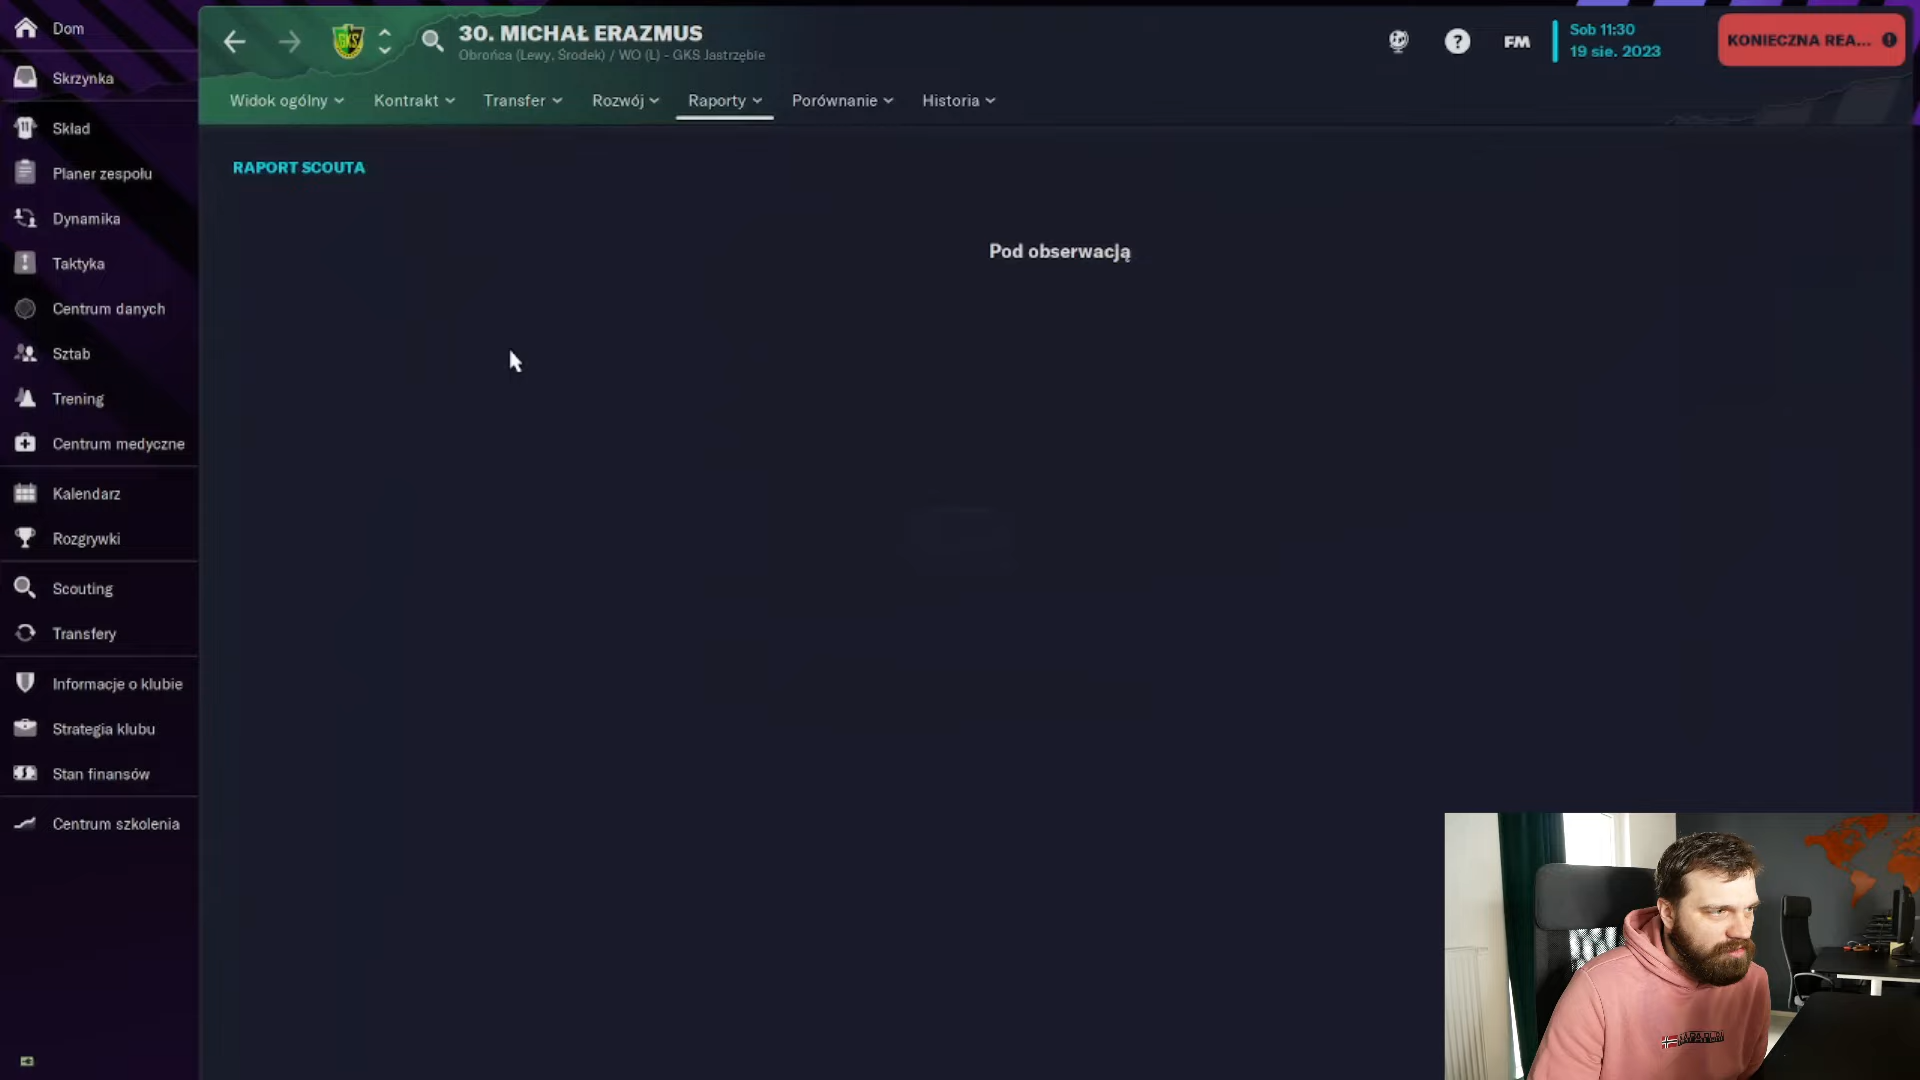 Dom
Skrzynka
Skład
Planer zespołu
Dynamika
Taktyka
Centrum danych
Sztab
Trening
Centrum medyczne
Kalendarz
Rozgrywki
Scouting
Transfery
Informacje o klubie
Strategia klubu
Stan finansów
Centrum szkolenia
GKS
30. MICHAŁ ERAZMUS
Obrońca (Lewy, Środek) / WO (L) - GKS Jastrzębie
?
FM
Sob 11:30
19 sie. 2023
KONIECZNA REA...
Widok ogólny
Kontrakt
Transfer
Rozwój
Raporty
Porównanie
Historia
RAPORT SCOUTA
Pod obserwacją